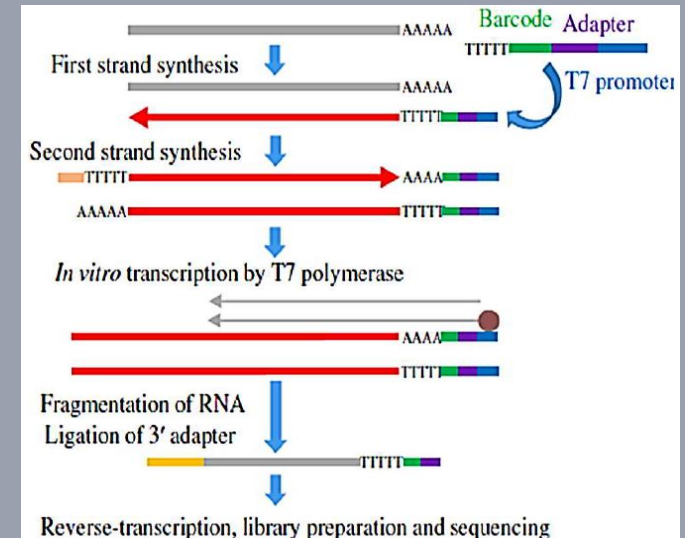 AAAAA
Barcode Adapter
TTTTT
First strand synthesis
T7 promoter
AAAAA
TTTTT
Second strand synthesis
TTTTT AAAA
AAAAA TTTTT
In vitro transcription by T7 polymerase
AAAA
TTTTT
Fragmentation of RNA
Ligation of 3′ adapter
TTTTT
Reverse-transcription, library preparation and sequencing